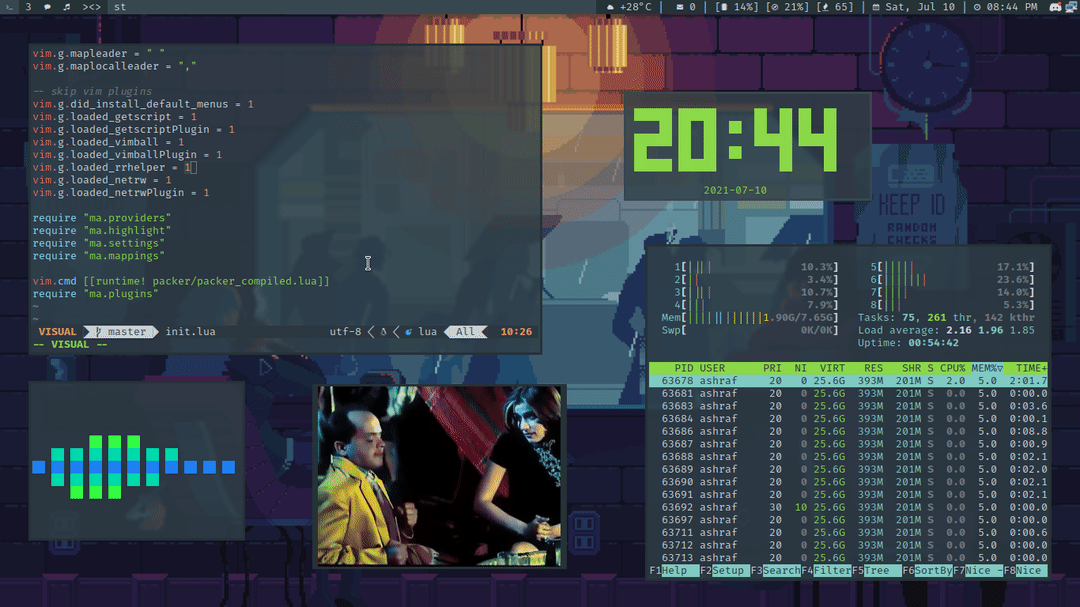 3 ><> st +28°C | 0 | [ 14%] [ 21%] [ 65] | Sat, Jul 10 | 08:44 PM
vim.g.mapleader = " "
vim.g.maplocalleader = ","
-- skip vim plugins
vim.g.did_install_default_menus = 1
vim.g.loaded_getscript = 1
vim.g.loaded_getscriptPlugin = 1
vim.g.loaded_vimball = 1
vim.g.loaded_vimballPlugin = 1
vim.g.loaded_rrhelper = 1
vim.g.loaded_netrw = 1
vim.g.loaded_netrwPlugin = 1
require "ma.providers"
require "ma.highlight"
require "ma.settings"
require "ma.mappings"
vim.cmd [[runtime! packer/packer_compiled.lua]]
require "ma.plugins"
~
~
VISUAL master init.lua utf-8 lua All 10:26
-- VISUAL --
20:44
2021-07-10
KEEP ID
RANDOM
CHECKS
1[||| 10.3%] 5[||||| 17.1%]
2[|| 3.4%] 6[||||||| 23.6%]
3[||| 10.7%] 7[|||| 14.0%]
4[||| 7.9%] 8[|| 5.3%]
Mem[|||||||||||||1.90G/7.65G] Tasks: 75, 261 thr, 142 kthr
Swp[ 0K/0K] Load average: 2.16 1.96 1.85
Uptime: 00:54:42
PID USER PRI NI VIRT RES SHR S CPU% MEM%▽ TIME+
63678 ashraf 20 0 25.6G 393M 201M S 2.0 5.0 2:01.7
63681 ashraf 20 0 25.6G 393M 201M S 0.0 5.0 0:00.0
63683 ashraf 20 0 25.6G 393M 201M S 0.0 5.0 0:03.6
63684 ashraf 20 0 25.6G 393M 201M S 0.0 5.0 0:00.1
63686 ashraf 20 0 25.6G 393M 201M S 0.0 5.0 0:08.8
63687 ashraf 20 0 25.6G 393M 201M S 0.0 5.0 0:00.9
63688 ashraf 20 0 25.6G 393M 201M S 0.0 5.0 0:02.1
63689 ashraf 20 0 25.6G 393M 201M S 0.0 5.0 0:02.0
63690 ashraf 20 0 25.6G 393M 201M S 0.0 5.0 0:02.1
63691 ashraf 20 0 25.6G 393M 201M S 0.0 5.0 0:02.1
63692 ashraf 30 10 25.6G 393M 201M S 0.0 5.0 0:00.0
63697 ashraf 20 0 25.6G 393M 201M S 0.0 5.0 0:00.0
63711 ashraf 20 0 25.6G 393M 201M S 0.0 5.0 0:00.6
63712 ashraf 20 0 25.6G 393M 201M S 0.0 5.0 0:00.0
63713 ashraf 20 0 25.6G 393M 201M S 0.0 5.0 0:00.0
F1Help F2Setup F3SearchF4FilterF5Tree F6SortByF7Nice -F8Nice